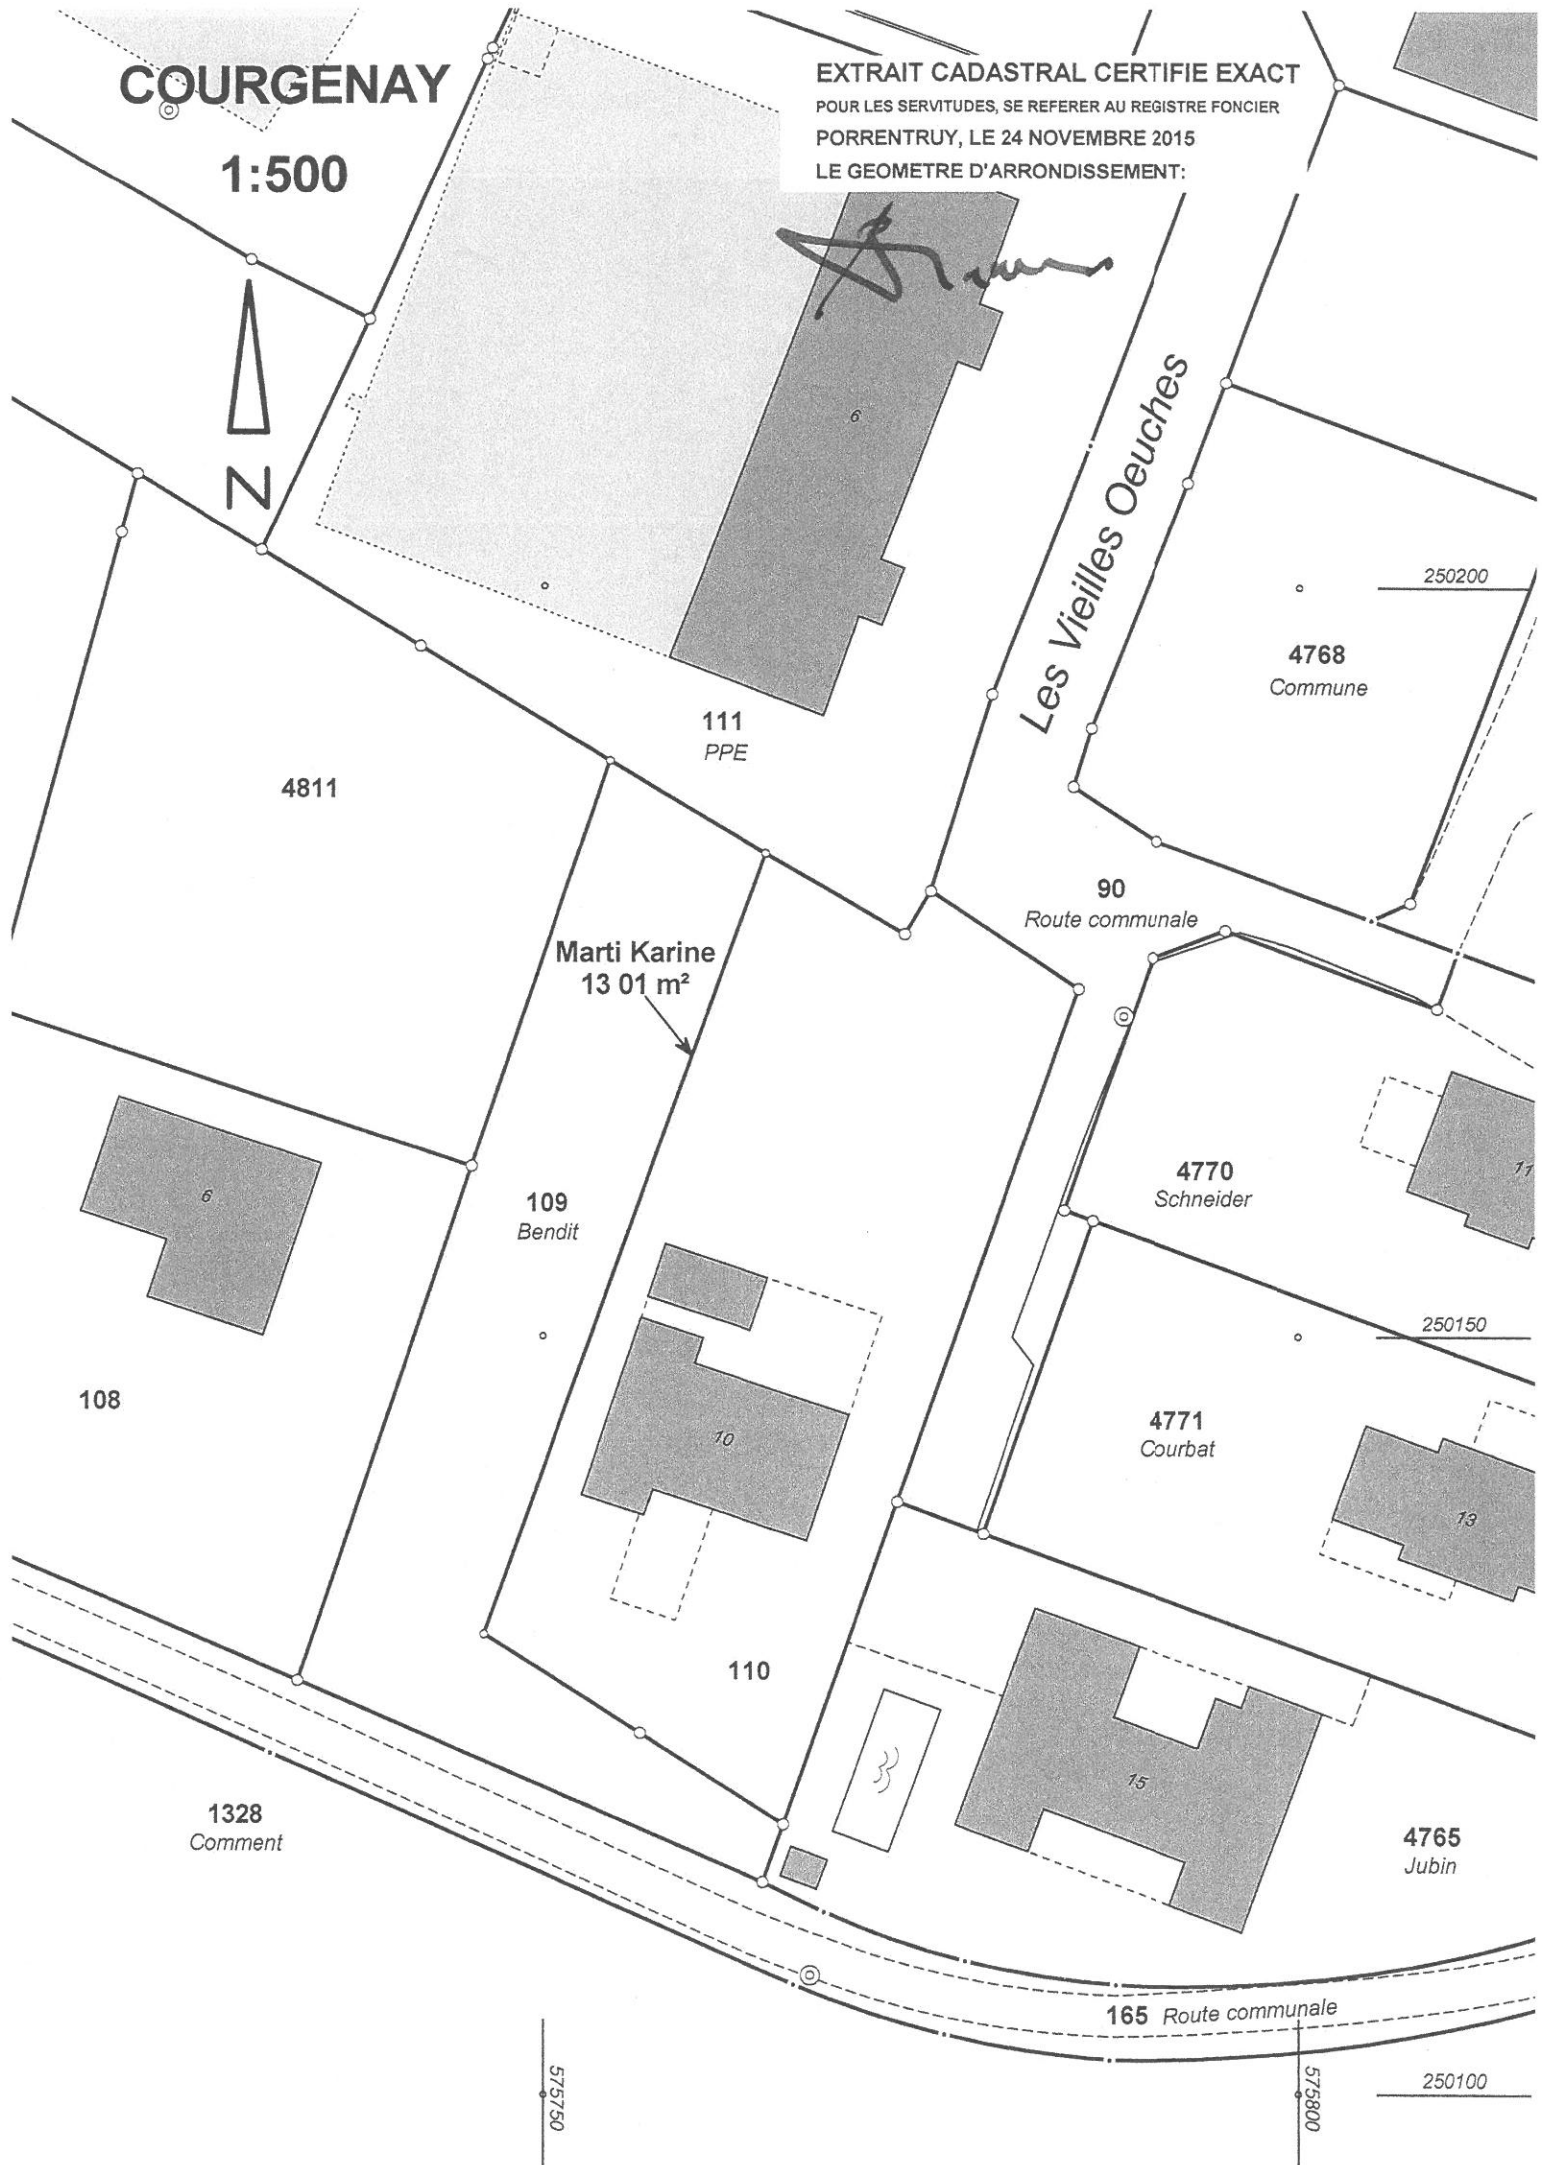 COURGENAY
1:500
EXTRAIT CADASTRAL CERTIFIE EXACT
POUR LES SERVITUDES, SE REFERER AU REGISTRE FONCIER
PORRENTRUY, LE 24 NOVEMBRE 2015
LE GEOMETRE D'ARRONDISSEMENT:
N
6
Les Vieilles Oeuches
250200
4768
Commune
111
PPE
4811
90
Route communale
Marti Karine
13 01 m²
4770
Schneider
11
6
109
Bendit
250150
108
10
4771
Courbat
13
110
15
1328
Comment
4765
Jubin
165 Route communale
575750
575800
250100